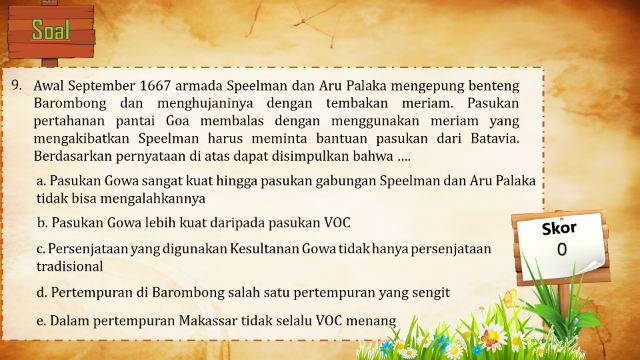 Soal
9. Awal September 1667 armada Speelman dan Aru Palaka mengepung benteng
Barombong dan menghujaninya dengan tembakan meriam. Pasukan
pertahanan pantai Goa membalas dengan menggunakan meriam yang
mengakibatkan Speelman harus meminta bantuan pasukan dari Batavia.
Berdasarkan pernyataan di atas dapat disimpulkan bahwa ....
a. Pasukan Gowa sangat kuat hingga pasukan gabungan Speelman dan Aru Palaka
tidak bisa mengalahkannya
b. Pasukan Gowa lebih kuat daripada pasukan VOC
c. Persenjataan yang digunakan Kesultanan Gowa tidak hanya persenjataan
tradisional
d. Pertempuran di Barombong salah satu pertempuran yang sengit
e. Dalam pertempuran Makassar tidak selalu VOC menang
Skor
0